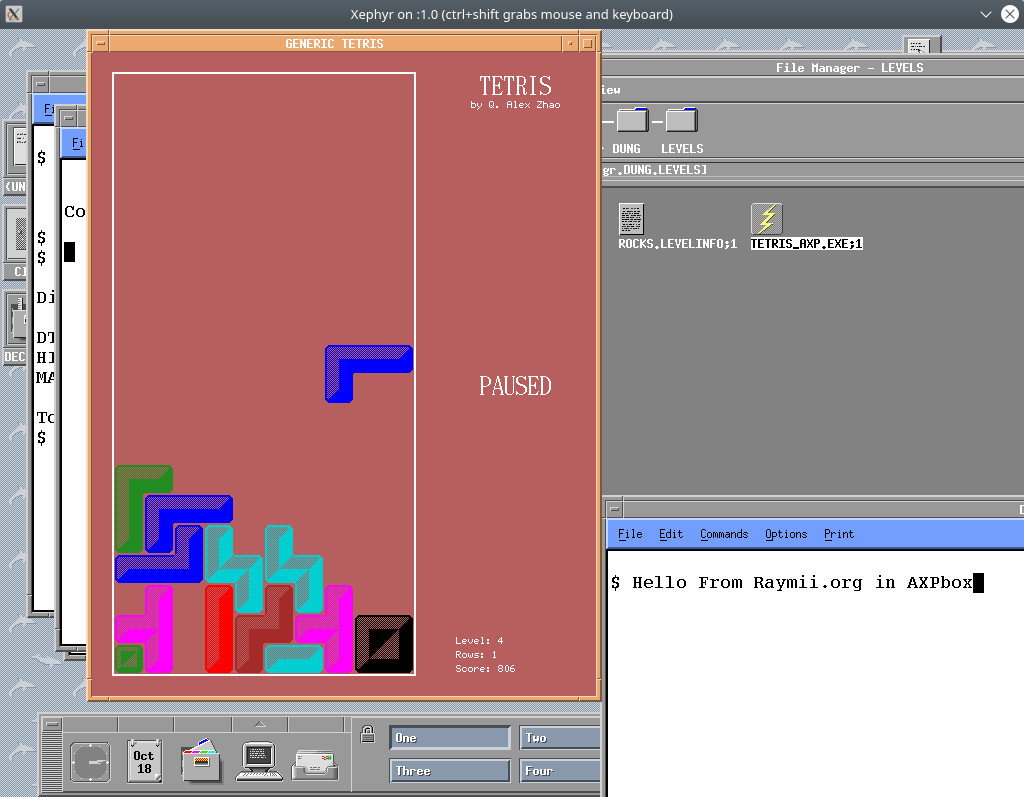 Xephyr on :1.0 (ctrl+shift grabs mouse and keyboard)
GENERIC TETRIS
TETRIS
by Q. Alex Zhao
PAUSED
Level: 4
Rows: 1
Score: 806
File Manager - LEVELS
iew
DUNG
LEVELS
gr.DUNG.LEVELS]
ROCKS.LEVELINFO;1
TETRIS_AXP.EXE;1
Fi
$
$
$
Di
DT
HI
MA
To
$
Fi
Co
(UN
CI
DEC
File Edit Commands Options Print
$ Hello From Raymii.org in AXPbox
Oct
18
One
Two
Three
Four